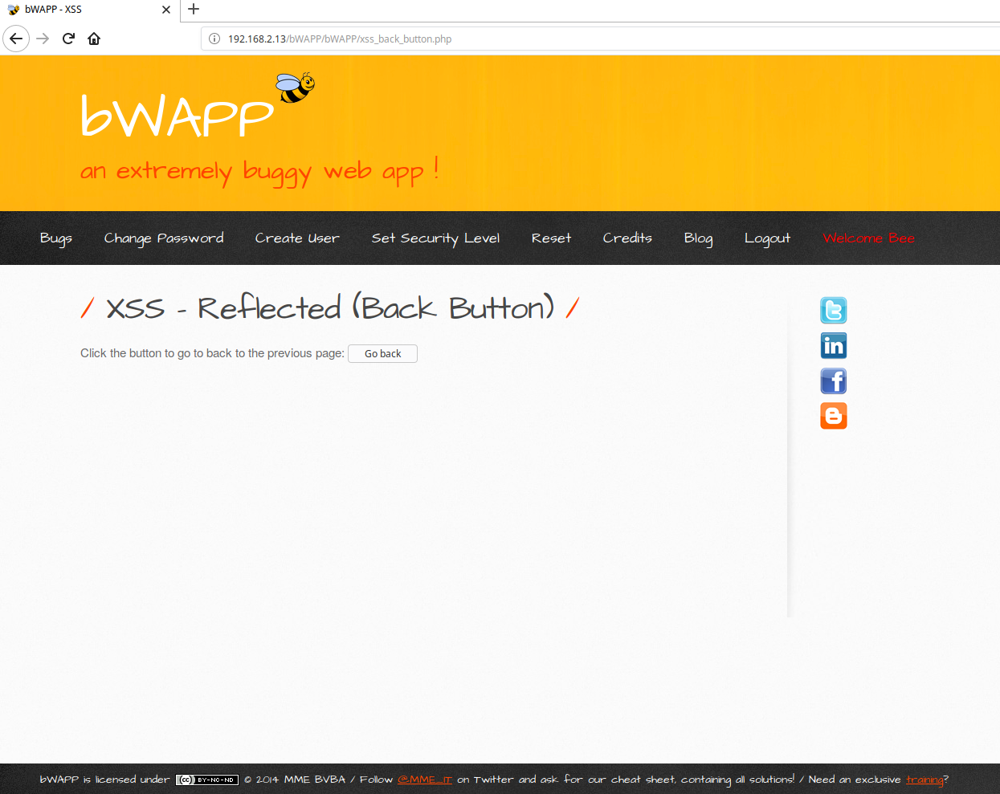 bWAPP - XSS
192.168.2.13/bWAPP/bWAPP/xss_back_button.php
bWAPP
an extremely buggy web app !
Bugs Change Password Create User Set Security Level Reset Credits Blog Logout Welcome Bee
/ XSS - Reflected (Back Button) /
Click the button to go to back to the previous page: Go back
bWAPP is licensed under (cc) BY-NC-ND © 2014 MME BVBA / Follow @MME_IT on Twitter and ask for our cheat sheet, containing all solutions! / Need an exclusive training?